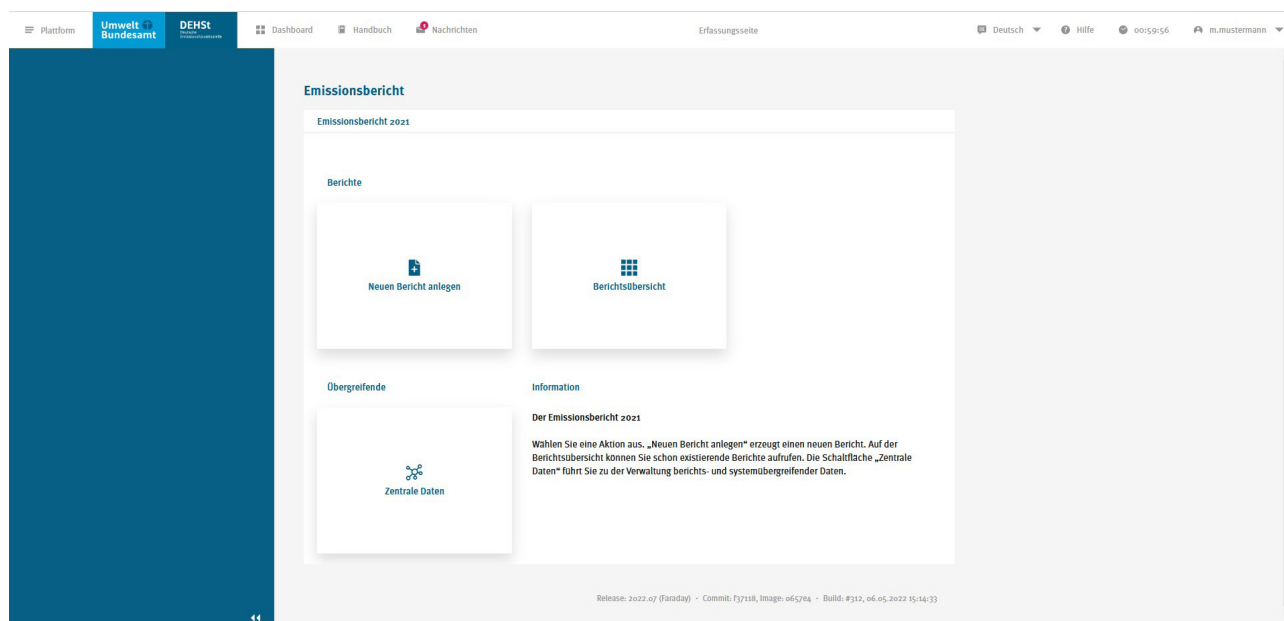 Plattform
Umwelt
Bundesamt
DEHSt
Deutsche
Emissionshandelsstelle
Dashboard
Handbuch
1
Nachrichten
Erfassungsseite
Deutsch
Hilfe
00:59:56
m.mustermann
Emissionsbericht
Emissionsbericht 2021
Berichte
Neuen Bericht anlegen
Berichtsübersicht
Übergreifende
Information
Der Emissionsbericht 2021
Wählen Sie eine Aktion aus. „Neuen Bericht anlegen“ erzeugt einen neuen Bericht. Auf der
Berichtsübersicht können Sie schon existierende Berichte aufrufen. Die Schaltfläche „Zentrale
Daten“ führt Sie zu der Verwaltung berichts- und systemübergreifender Daten.
Zentrale Daten
Release: 2022.07 (Faraday) · Commit: f37118, Image: 0657e4 · Build: #312, 06.05.2022 15:14:33